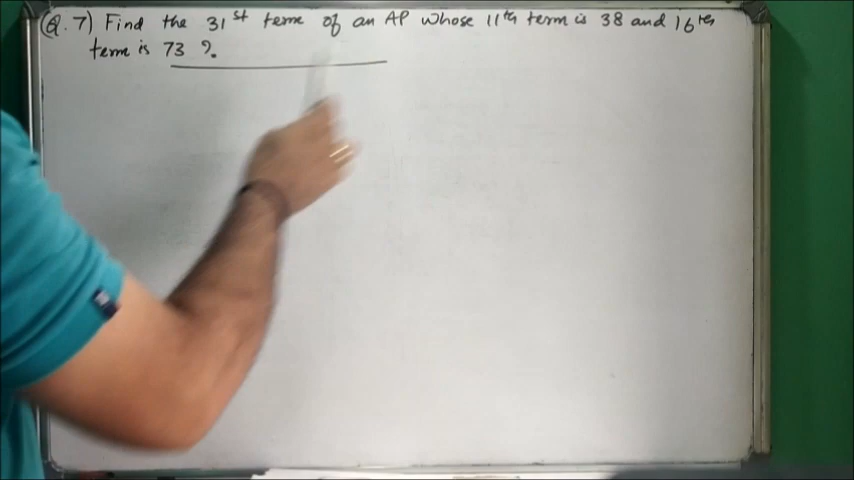 (Q.7) Find the 31st term of an AP whose 11th term is 38 and 16th
term is 73 ?.